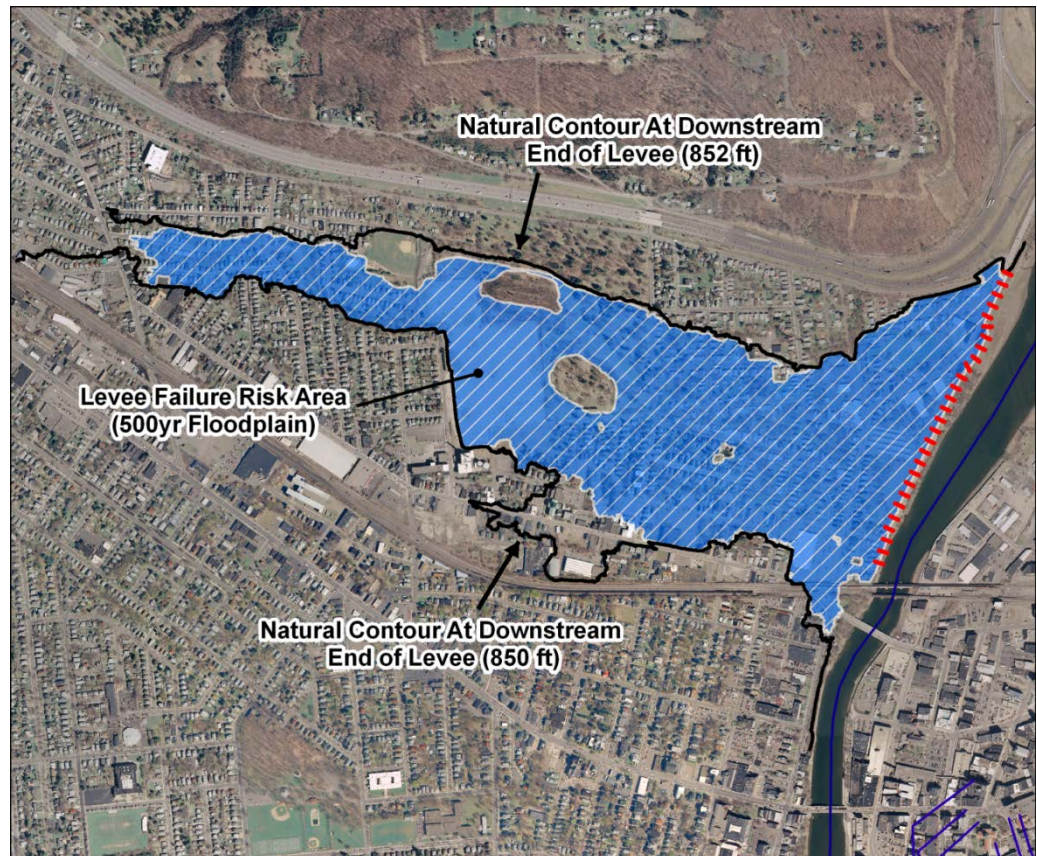 Natural Contour At Downstream
End of Levee (852 ft)
Levee Failure Risk Area
(500yr Floodplain)
Natural Contour At Downstream
End of Levee (850 ft)